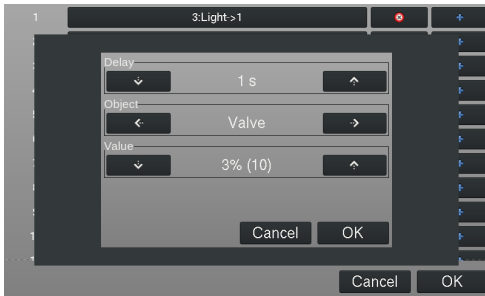 1 3:Light->1
Delay
1 s
Object
Valve
Value
3% (10)
Cancel OK
Cancel OK